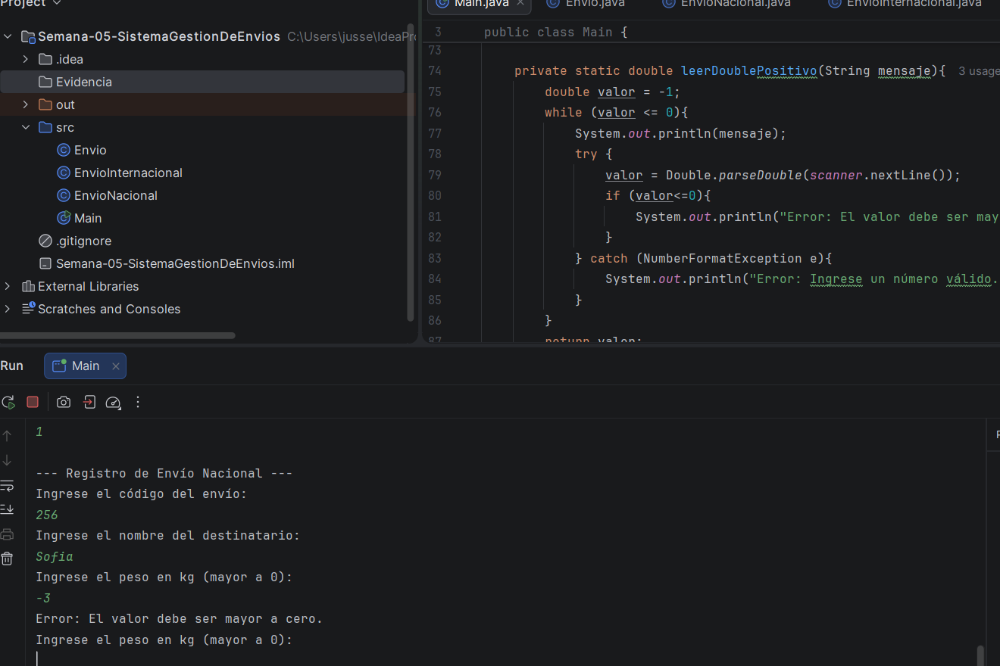 Project
Semana-05-SistemaGestionDeEnvios C:\Users\jusse\IdeaPro
.idea
Evidencia
out
src
Envio
EnvioInternacional
EnvioNacional
Main
.gitignore
Semana-05-SistemaGestionDeEnvios.iml
External Libraries
Scratches and Consoles
Main.java Envio.java EnvioNacional.java EnvioInternacional.java
3 public class Main {
73
74 private static double leerDoublePositivo(String mensaje){ 3 usage
75 double valor = -1;
76 while (valor <= 0){
77 System.out.println(mensaje);
78 try {
79 valor = Double.parseDouble(scanner.nextLine());
80 if (valor<=0){
81 System.out.println("Error: El valor debe ser may
82 }
83 } catch (NumberFormatException e){
84 System.out.println("Error: Ingrese un número válido.
85 }
86 }
87 return valor;
Run Main
1
--- Registro de Envío Nacional ---
Ingrese el código del envío:
256
Ingrese el nombre del destinatario:
Sofia
Ingrese el peso en kg (mayor a 0):
-3
Error: El valor debe ser mayor a cero.
Ingrese el peso en kg (mayor a 0):